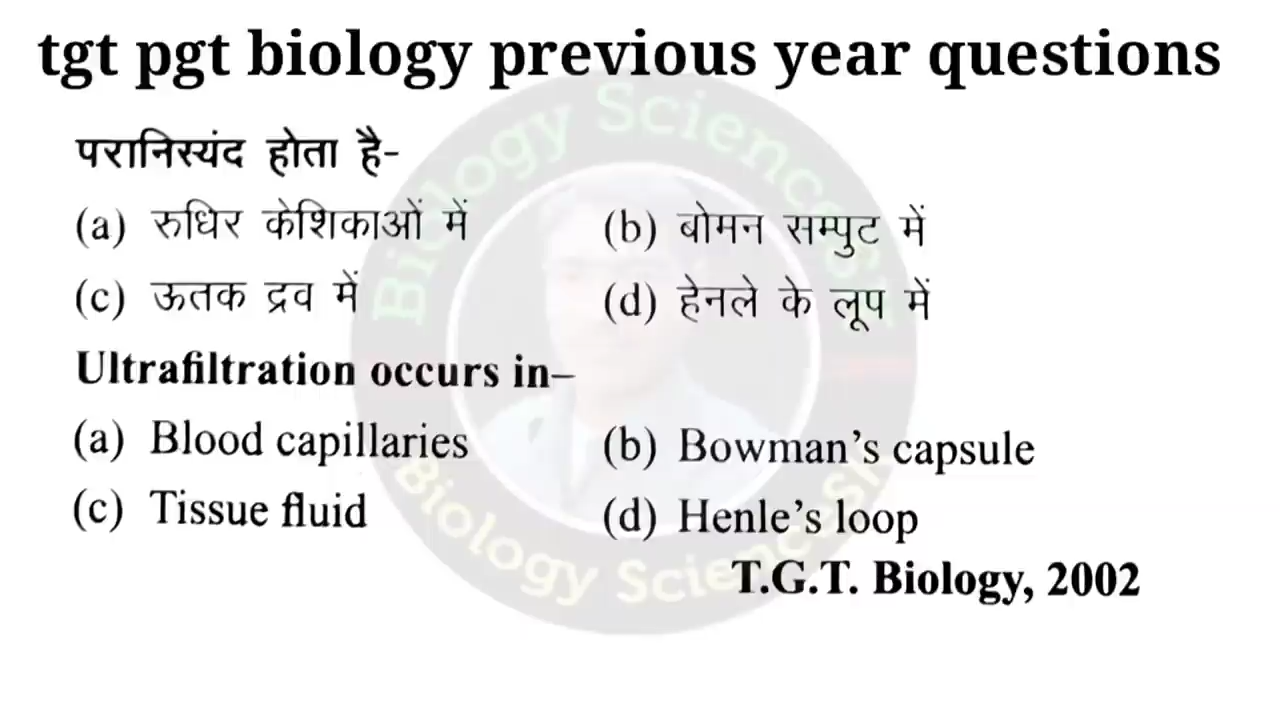 tgt pgt biology previous year questions
परानिस्यंद होता है-
(a) रुधिर केशिकाओं में (b) बोमन सम्पुट में
(c) ऊतक द्रव में (d) हेनले के लूप में
Ultrafiltration occurs in–
(a) Blood capillaries (b) Bowman's capsule
(c) Tissue fluid (d) Henle's loop
T.G.T. Biology, 2002